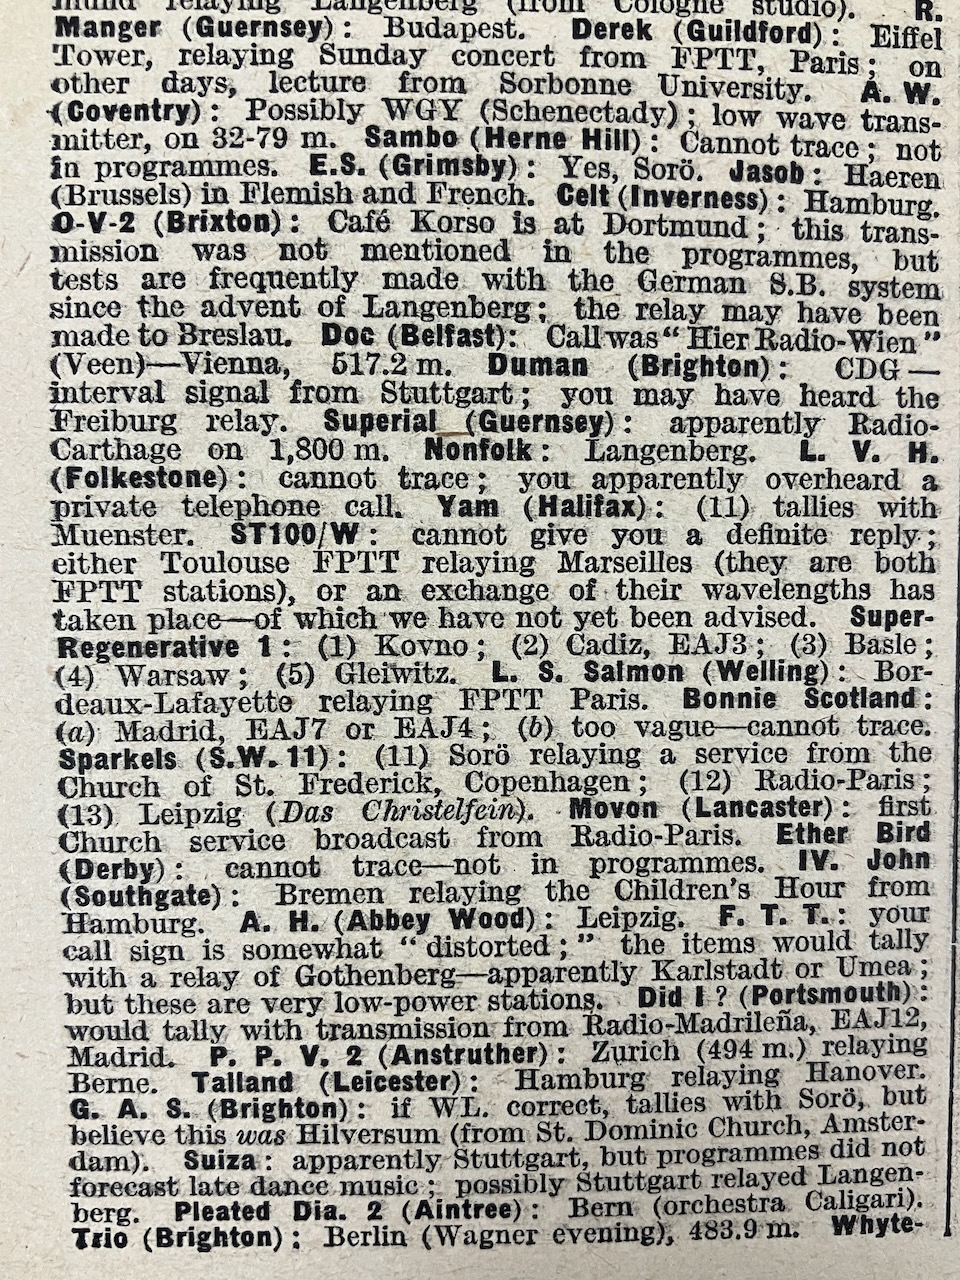 relaying Langenberg (from Cologne studio). R.
Manger (Guernsey): Budapest. Derek (Guildford): Eiffel
Tower, relaying Sunday concert from FPTT, Paris; on
other days, lecture from Sorbonne University. A. W.
(Coventry): Possibly WGY (Schenectady); low wave trans-
mitter, on 32-79 m. Sambo (Herne Hill): Cannot trace; not
in programmes. E.S. (Grimsby): Yes, Sorö. Jasob: Haeren
(Brussels) in Flemish and French. Celt (Inverness): Hamburg.
O-V-2 (Brixton): Café Korso is at Dortmund; this trans-
mission was not mentioned in the programmes, but
tests are frequently made with the German S.B. system
since the advent of Langenberg; the relay may have been
made to Breslau. Doc (Belfast): Call was "Hier Radio-Wien"
(Veen)—Vienna, 517.2 m. Duman (Brighton): CDG—
interval signal from Stuttgart; you may have heard the
Freiburg relay. Superial (Guernsey): apparently Radio-
Carthage on 1,800 m. Nonfolk: Langenberg. L. V. H.
(Folkestone): cannot trace; you apparently overheard a
private telephone call. Yam (Halifax): (11) tallies with
Muenster. ST100/W: cannot give you a definite reply;
either Toulouse FPTT relaying Marseilles (they are both
FPTT stations), or an exchange of their wavelengths has
taken place—of which we have not yet been advised. Super-
Regenerative 1: (1) Kovno; (2) Cadiz, EAJ3; (3) Basle;
(4) Warsaw; (5) Gleiwitz. L. S. Salmon (Welling): Bor-
deaux-Lafayette relaying FPTT Paris. Bonnie Scotland:
(a) Madrid, EAJ7 or EAJ4; (b) too vague—cannot trace.
Sparkels (S.W. 11): (11) Sorö relaying a service from the
Church of St. Frederick, Copenhagen; (12) Radio-Paris;
(13) Leipzig (Das Christelfein). Movon (Lancaster): first
Church service broadcast from Radio-Paris. Ether Bird
(Derby): cannot trace—not in programmes. IV. John
(Southgate): Bremen relaying the Children's Hour from
Hamburg. A. H. (Abbey Wood): Leipzig. F. T. T.: your
call sign is somewhat "distorted;" the items would tally
with a relay of Gothenberg—apparently Karlstadt or Umea;
but these are very low-power stations. Did I? (Portsmouth):
would tally with transmission from Radio-Madrileña, EAJ12,
Madrid. P. P. V. 2 (Anstruther): Zurich (494 m.) relaying
Berne. Talland (Leicester): Hamburg relaying Hanover.
G. A. S. (Brighton): if WL. correct, tallies with Sorö, but
believe this was Hilversum (from St. Dominic Church, Amster-
dam). Suiza: apparently Stuttgart, but programmes did not
forecast late dance music; possibly Stuttgart relayed Langen-
berg. Pleated Dia. 2 (Aintree): Bern (orchestra Caligari).
Trio (Brighton): Berlin (Wagner evening), 483.9 m. Whyte-